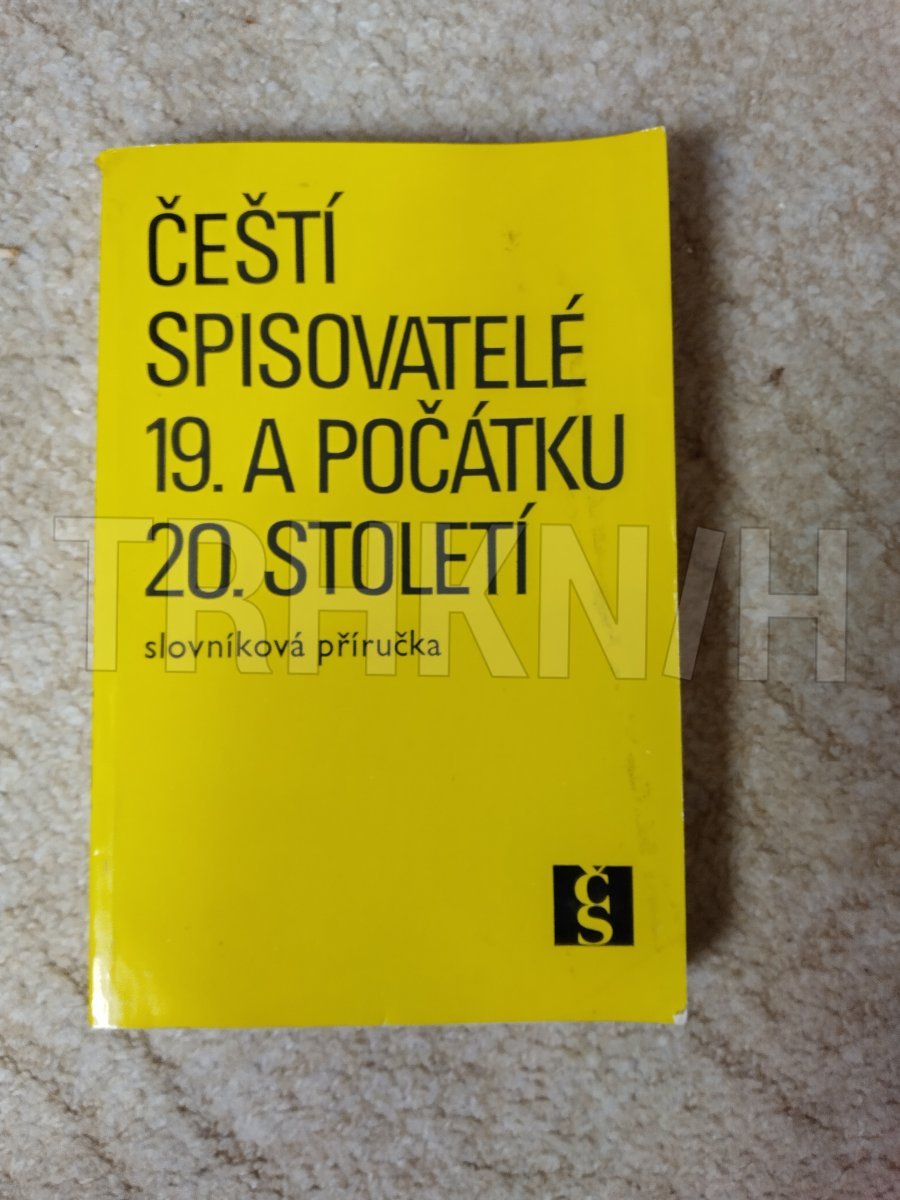 ČEŠTÍ
SPISOVATELÉ
19. A POČÁTKU
20. STOLETÍ
slovníková příručka
TRHKNIH
ČS